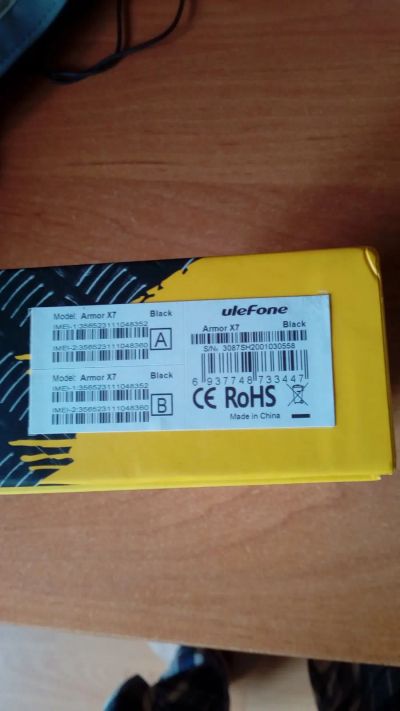 Model: Armor X7 Black
IMEI-1:356523111048352
A
IMEI-2:356523111048360
Model: Armor X7 Black
IMEI-1:356523111048352
B
IMEI-2:356523111048360
uleFone
Armor X7 Black
S/N: 3087SH2001030558
6 937748 733447
CE RoHS
Made in China